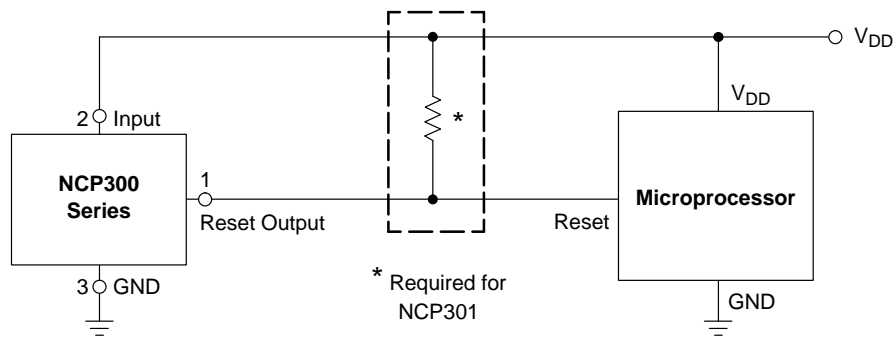 V_DD
V_DD
2 Input
*
NCP300
Series
1
Reset Output
Microprocessor
Reset
3 GND
* Required for
NCP301
GND